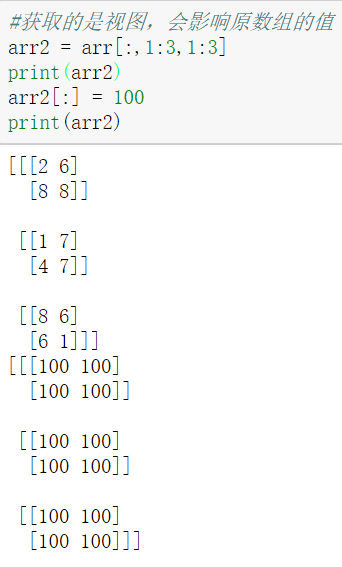 #获取的是视图，会影响原数组的值
arr2 = arr[:,1:3,1:3]
print(arr2)
arr2[:] = 100
print(arr2)
[[[2 6]
  [8 8]]

 [[1 7]
  [4 7]]

 [[8 6]
  [6 1]]]
[[[100 100]
  [100 100]]

 [[100 100]
  [100 100]]

 [[100 100]
  [100 100]]]